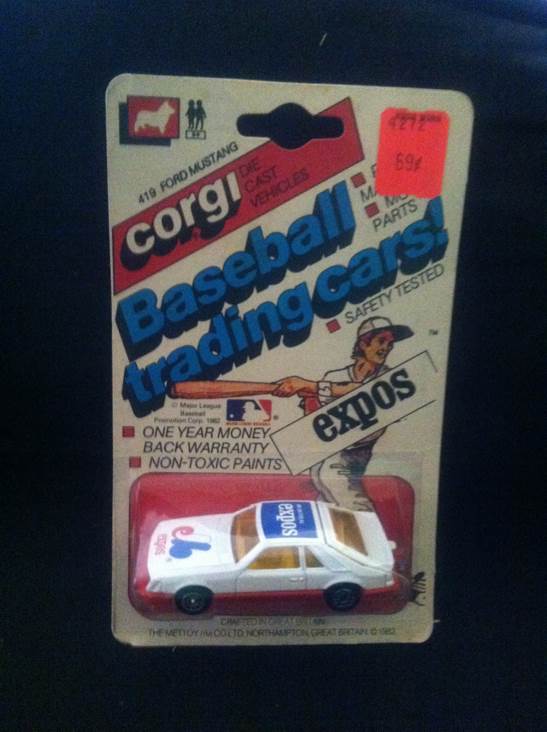 4272
69¢
419 FORD MUSTANG
corgi
DIE
CAST
VEHICLES
PARTS
Baseball
trading cars!
SAFETY TESTED
TM
© Major League
Baseball
Promotion Corp. 1982
expos
ONE YEAR MONEY
BACK WARRANTY
NON-TOXIC PAINTS
expos
eb
expos
CRAFTED IN GREAT BRITAIN
THE METTOY CO LTD. NORTHAMPTON, GREAT BRITAIN © 1982